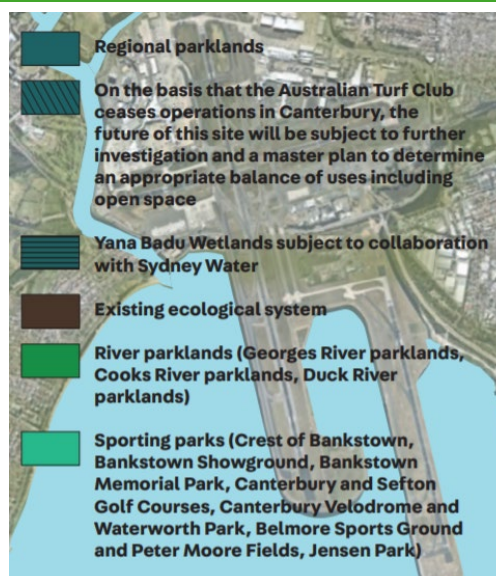 Regional parklands
On the basis that the Australian Turf Club
ceases operations in Canterbury, the
future of this site will be subject to further
investigation and a master plan to determine
an appropriate balance of uses including
open space
Yana Badu Wetlands subject to collaboration
with Sydney Water
Existing ecological system
River parklands (Georges River parklands,
Cooks River parklands, Duck River
parklands)
Sporting parks (Crest of Bankstown,
Bankstown Showground, Bankstown
Memorial Park, Canterbury and Sefton
Golf Courses, Canterbury Velodrome and
Waterworth Park, Belmore Sports Ground
and Peter Moore Fields, Jensen Park)